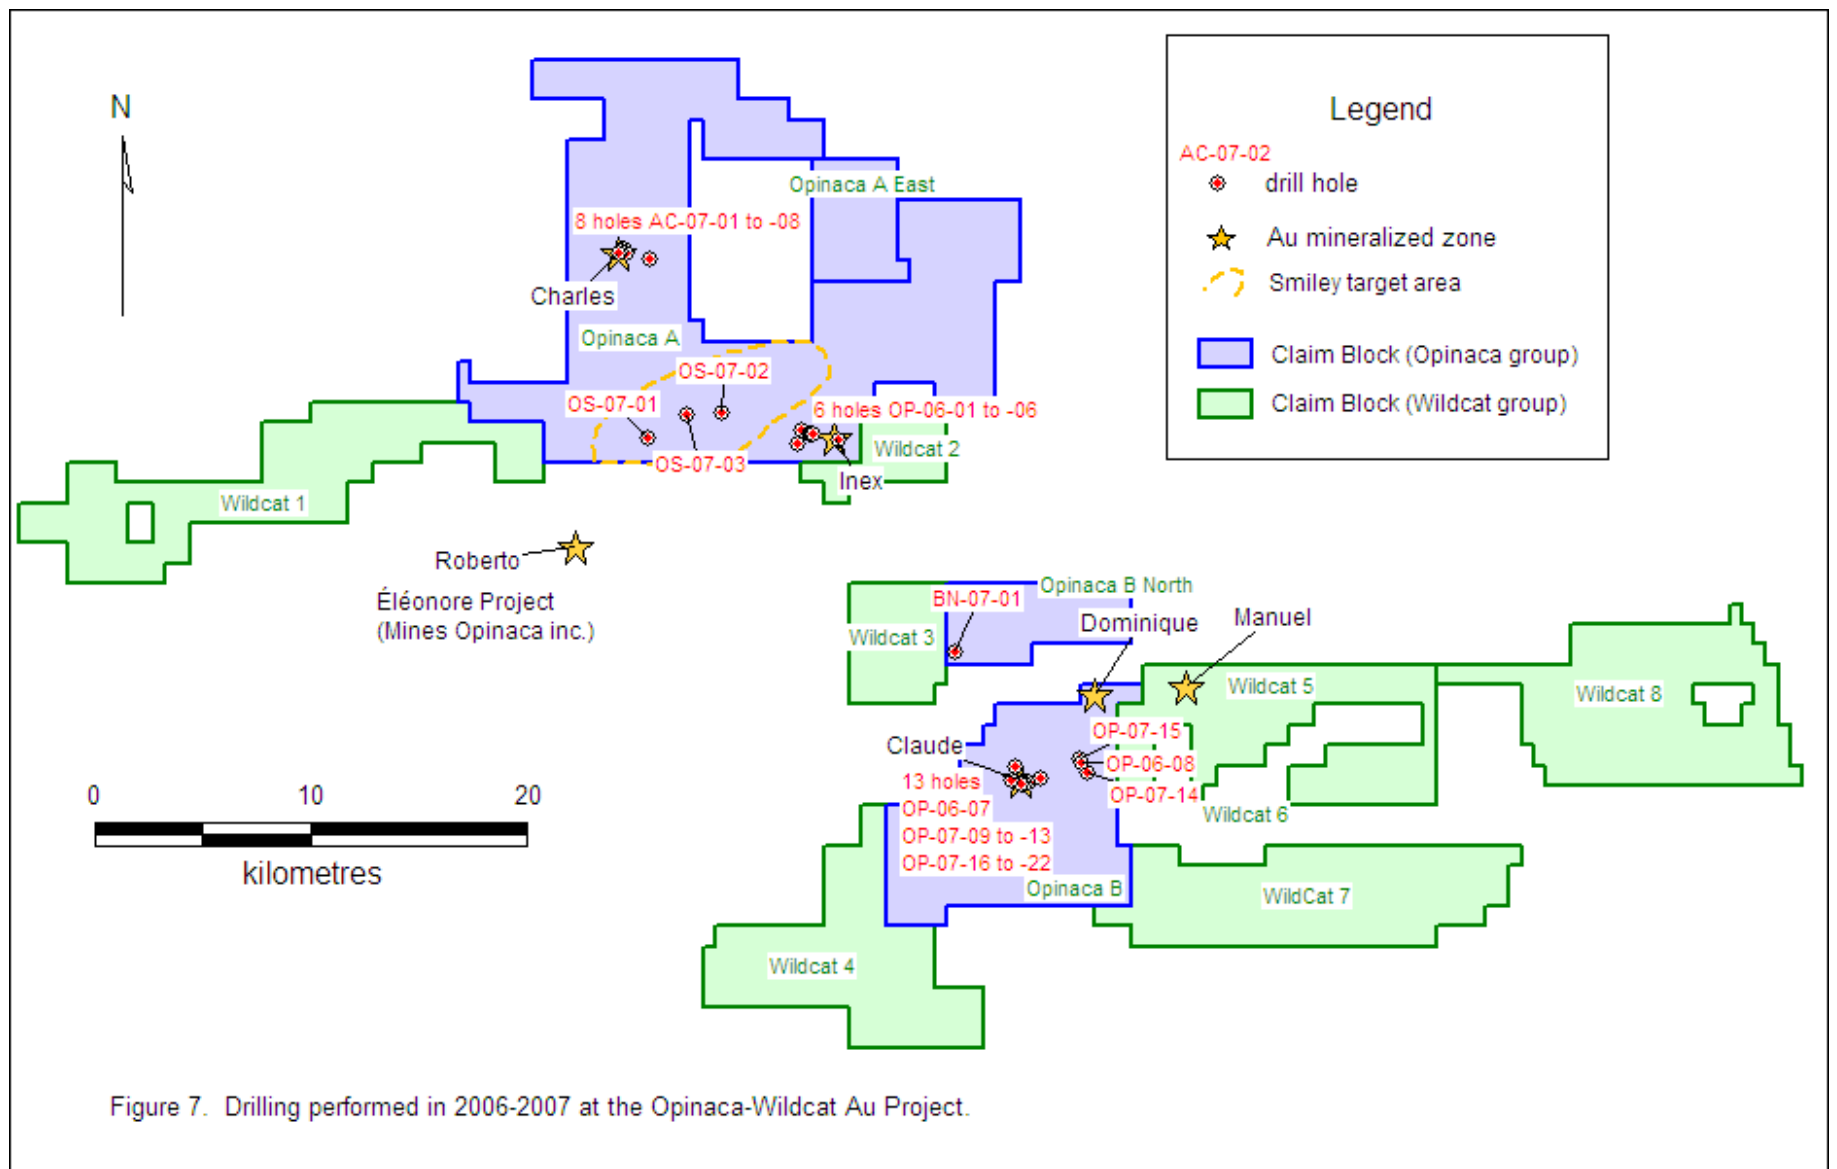 N
Legend
AC-07-02
drill hole
Au mineralized zone
Smiley target area
Claim Block (Opinaca group)
Claim Block (Wildcat group)
Opinaca A East
8 holes AC-07-01 to -08
Charles
Opinaca A
OS-07-02
OS-07-01
6 holes OP-06-01 to -06
Wildcat 2
OS-07-03
Inex
Wildcat 1
Roberto
Éléonore Project
(Mines Opinaca inc.)
Opinaca B North
BN-07-01
Dominique
Manuel
Wildcat 3
Wildcat 5
Wildcat 8
OP-07-15
Claude
OP-06-08
13 holes
OP-07-14
OP-06-07
Wildcat 6
OP-07-09 to -13
OP-07-16 to -22
Opinaca B
WildCat 7
Wildcat 4
0 10 20
kilometres
Figure 7. Drilling performed in 2006-2007 at the Opinaca-Wildcat Au Project.